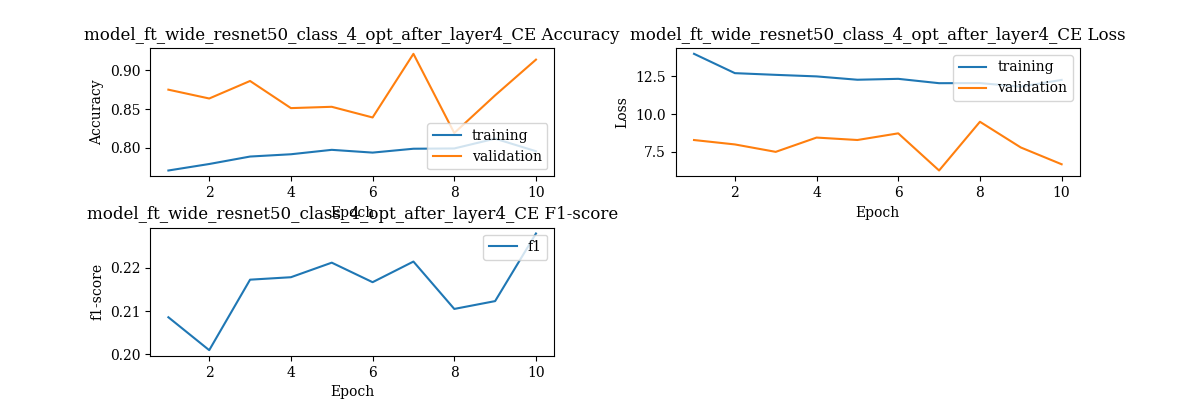 model_ft_wide_resnet50_class_4_opt_after_layer4_CE Accuracy
Accuracy
0.90
0.85
0.80
training
validation
2 4 6 8 10
Epoch
model_ft_wide_resnet50_class_4_opt_after_layer4_CE Loss
Loss
12.5
10.0
7.5
training
validation
2 4 6 8 10
Epoch
model_ft_wide_resnet50_class_4_opt_after_layer4_CE F1-score
f1-score
0.22
0.21
0.20
f1
2 4 6 8 10
Epoch